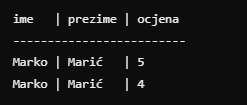 ime   | prezime | ocjena
-------------------------
Marko | Marić   | 5
Marko | Marić   | 4